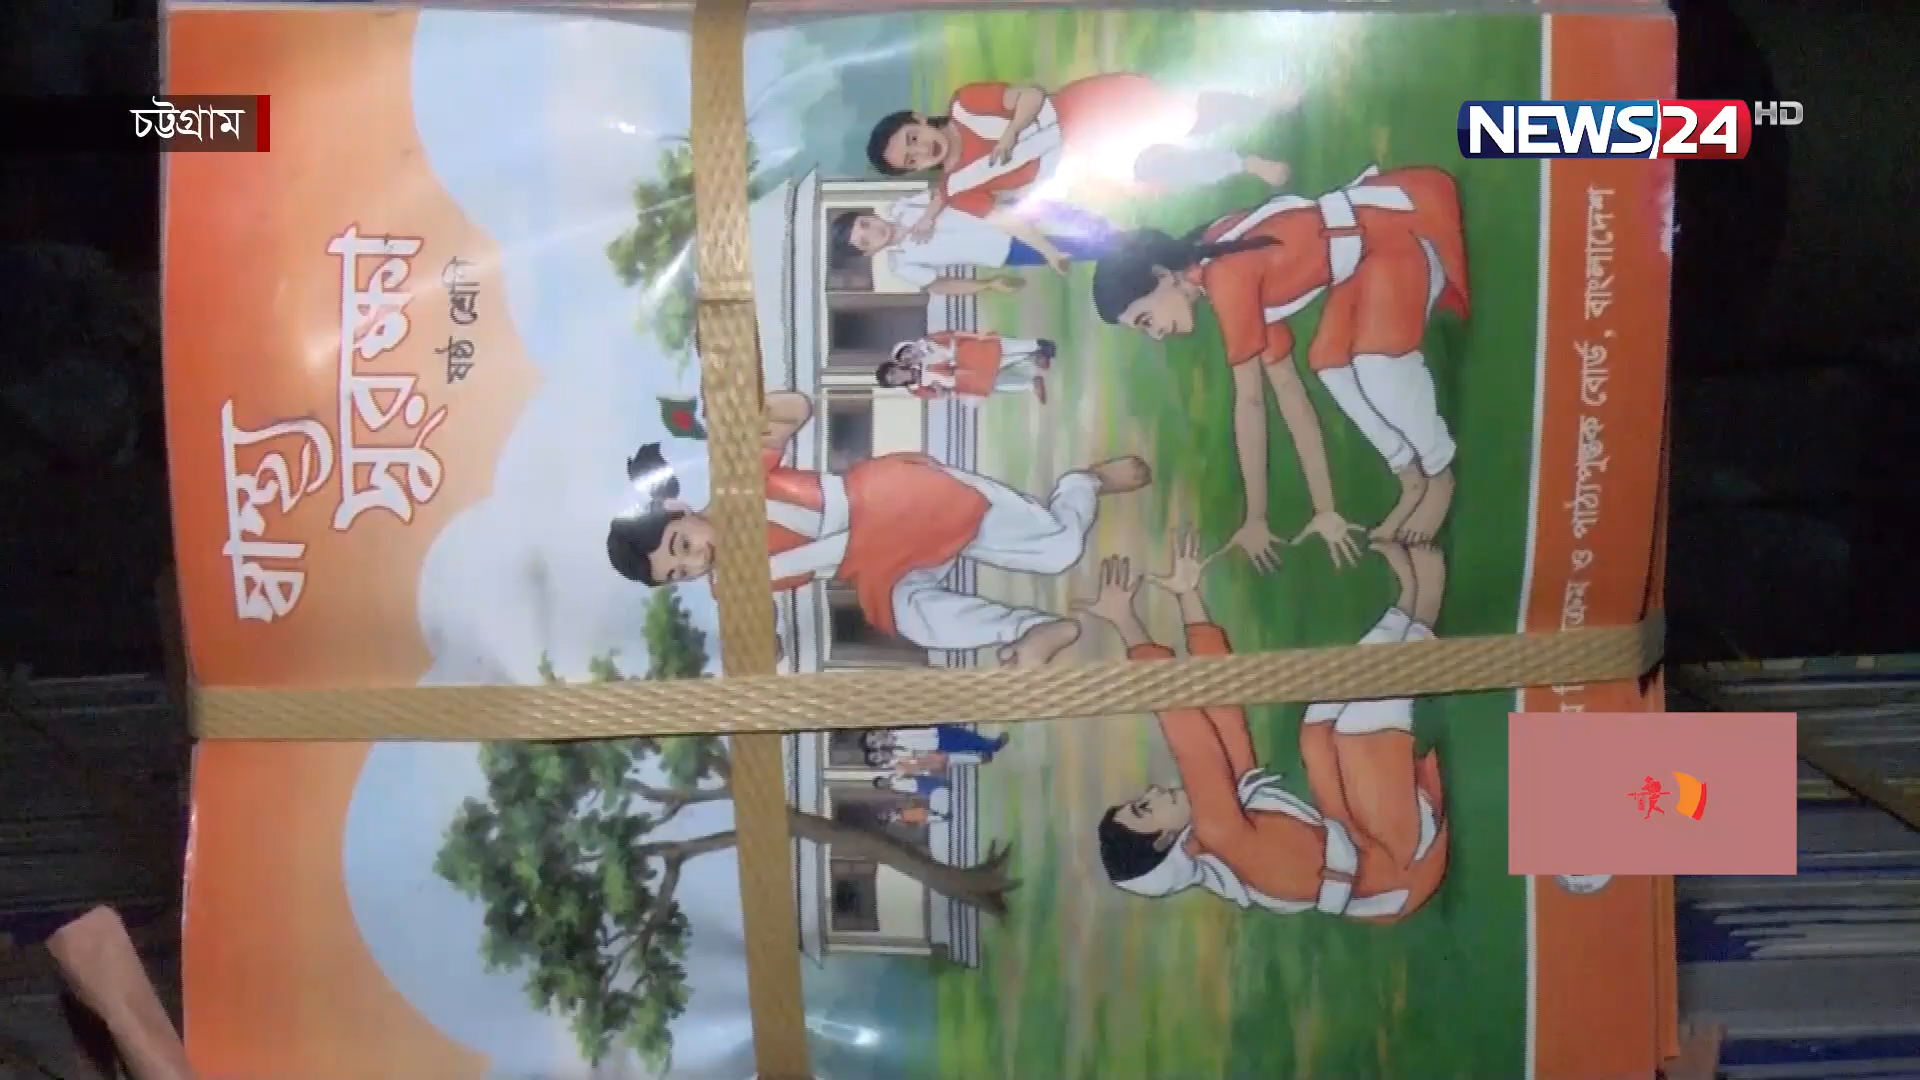 চট্টগ্রাম
NEWS24 HD
স্বাস্থ্য
সুরক্ষা
ষষ্ঠ শ্রেণি
ও পাঠ্যপুস্তক বোর্ড, বাংলাদেশ